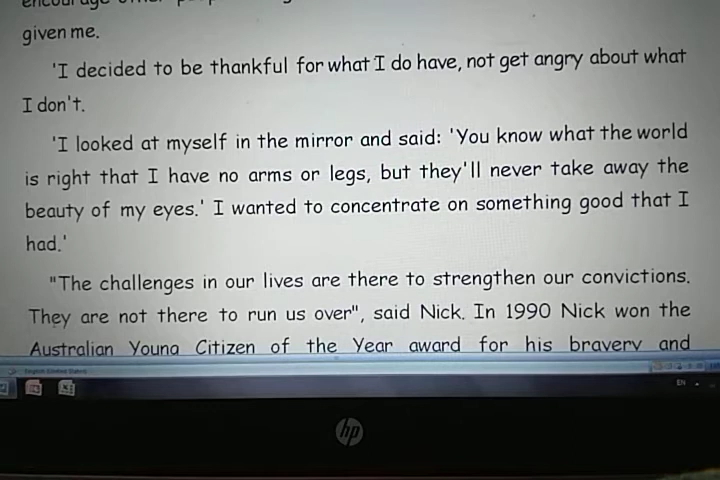 given me.
'I decided to be thankful for what I do have, not get angry about what
I don't.
'I looked at myself in the mirror and said: 'You know what the world
is right that I have no arms or legs, but they'll never take away the
beauty of my eyes.' I wanted to concentrate on something good that I
had.'
"The challenges in our lives are there to strengthen our convictions.
They are not there to run us over", said Nick. In 1990 Nick won the
Australian Young Citizen of the Year award for his bravery and
EN
hp